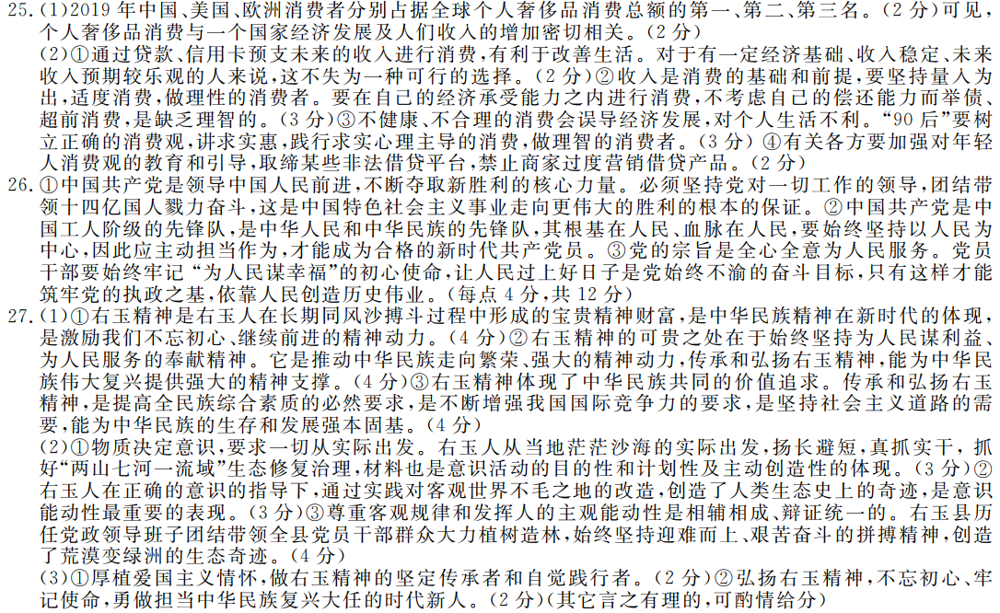 25.(1)2019 年中国、美国、欧洲消费者分别占据全球个人奢侈品消费总额的第一、第二、第三名。(2 分)可见,
个人奢侈品消费与一个国家经济发展及人们收入的增加密切相关。(2 分)
(2)①通过贷款、信用卡预支未来的收入进行消费,有利于改善生活。对于有一定经济基础、收入稳定、未来
收入预期较乐观的人来说,这不失为一种可行的选择。(2 分)②收入是消费的基础和前提,要坚持量入为
出,适度消费,做理性的消费者。要在自己的经济承受能力之内进行消费,不考虑自己的偿还能力而举债、
超前消费,是缺乏理智的。(3 分)③不健康、不合理的消费会误导经济发展,对个人生活不利。“90 后”要树
立正确的消费观,讲求实惠,践行求实心理主导的消费,做理智的消费者。(3 分) ④有关各方要加强对年轻
人消费观的教育和引导,取缔某些非法借贷平台,禁止商家过度营销借贷产品。(2 分)
26.①中国共产党是领导中国人民前进,不断夺取新胜利的核心力量。必须坚持党对一切工作的领导,团结带
领十四亿国人戮力奋斗,这是中国特色社会主义事业走向更伟大的胜利的根本的保证。②中国共产党是中
国工人阶级的先锋队,是中华人民和中华民族的先锋队,其根基在人民、血脉在人民,要始终坚持以人民为
中心,因此应主动担当作为,才能成为合格的新时代共产党员。③党的宗旨是全心全意为人民服务。党员
干部要始终牢记 “为人民谋幸福”的初心使命,让人民过上好日子是党始终不渝的奋斗目标,只有这样才能
筑牢党的执政之基,依靠人民创造历史伟业。(每点 4 分,共 12 分)
27.(1)①右玉精神是右玉人在长期同风沙搏斗过程中形成的宝贵精神财富,是中华民族精神在新时代的体现,
是激励我们不忘初心、继续前进的精神动力。(4 分)②右玉精神的可贵之处在于始终坚持为人民谋利益、
为人民服务的奉献精神。它是推动中华民族走向繁荣、强大的精神动力,传承和弘扬右玉精神,能为中华民
族伟大复兴提供强大的精神支撑。(4 分)③右玉精神体现了中华民族共同的价值追求。传承和弘扬右玉
精神,是提高全民族综合素质的必然要求,是不断增强我国国际竞争力的要求,是坚持社会主义道路的需
要,能为中华民族的生存和发展强本固基。(4 分)
(2)①物质决定意识,要求一切从实际出发。右玉人从当地茫茫沙海的实际出发,扬长避短,真抓实干, 抓
好“两山七河一流域”生态修复治理,材料也是意识活动的目的性和计划性及主动创造性的体现。(3 分)②
右玉人在正确的意识的指导下,通过实践对客观世界不毛之地的改造,创造了人类生态史上的奇迹,是意识
能动性最重要的表现。(3 分)③尊重客观规律和发挥人的主观能动性是相辅相成、辩证统一的。右玉县历
任党政领导班子团结带领全县党员干部群众大力植树造林,始终坚持迎难而上、艰苦奋斗的拼搏精神,创造
了荒漠变绿洲的生态奇迹。(4 分)
(3)①厚植爱国主义情怀,做右玉精神的坚定传承者和自觉践行者。(2 分)②弘扬右玉精神,不忘初心、牢
记使命,勇做担当中华民族复兴大任的时代新人。(2 分)(其它言之有理的,可酌情给分)